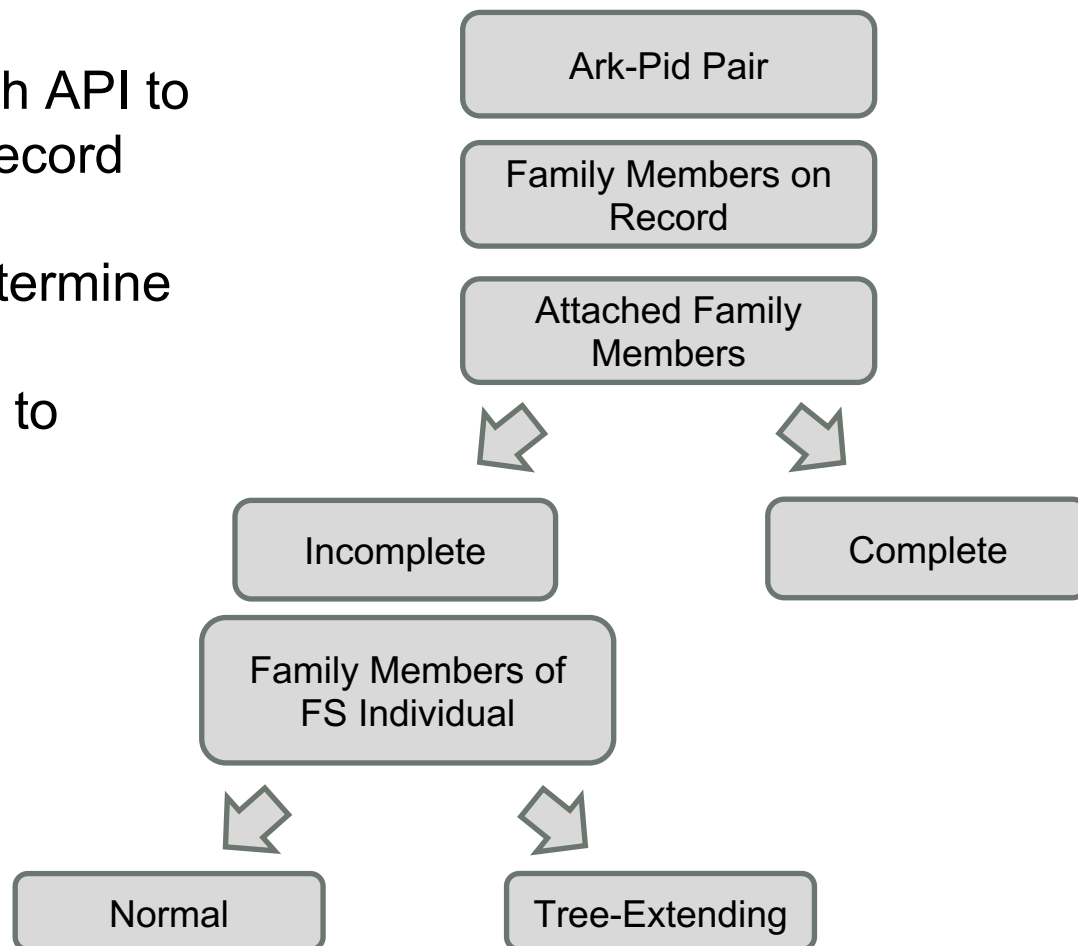 h API to
ecord
termine
to
Ark-Pid Pair
Family Members on
Record
Attached Family
Members
Incomplete
Complete
Family Members of
FS Individual
Normal
Tree-Extending